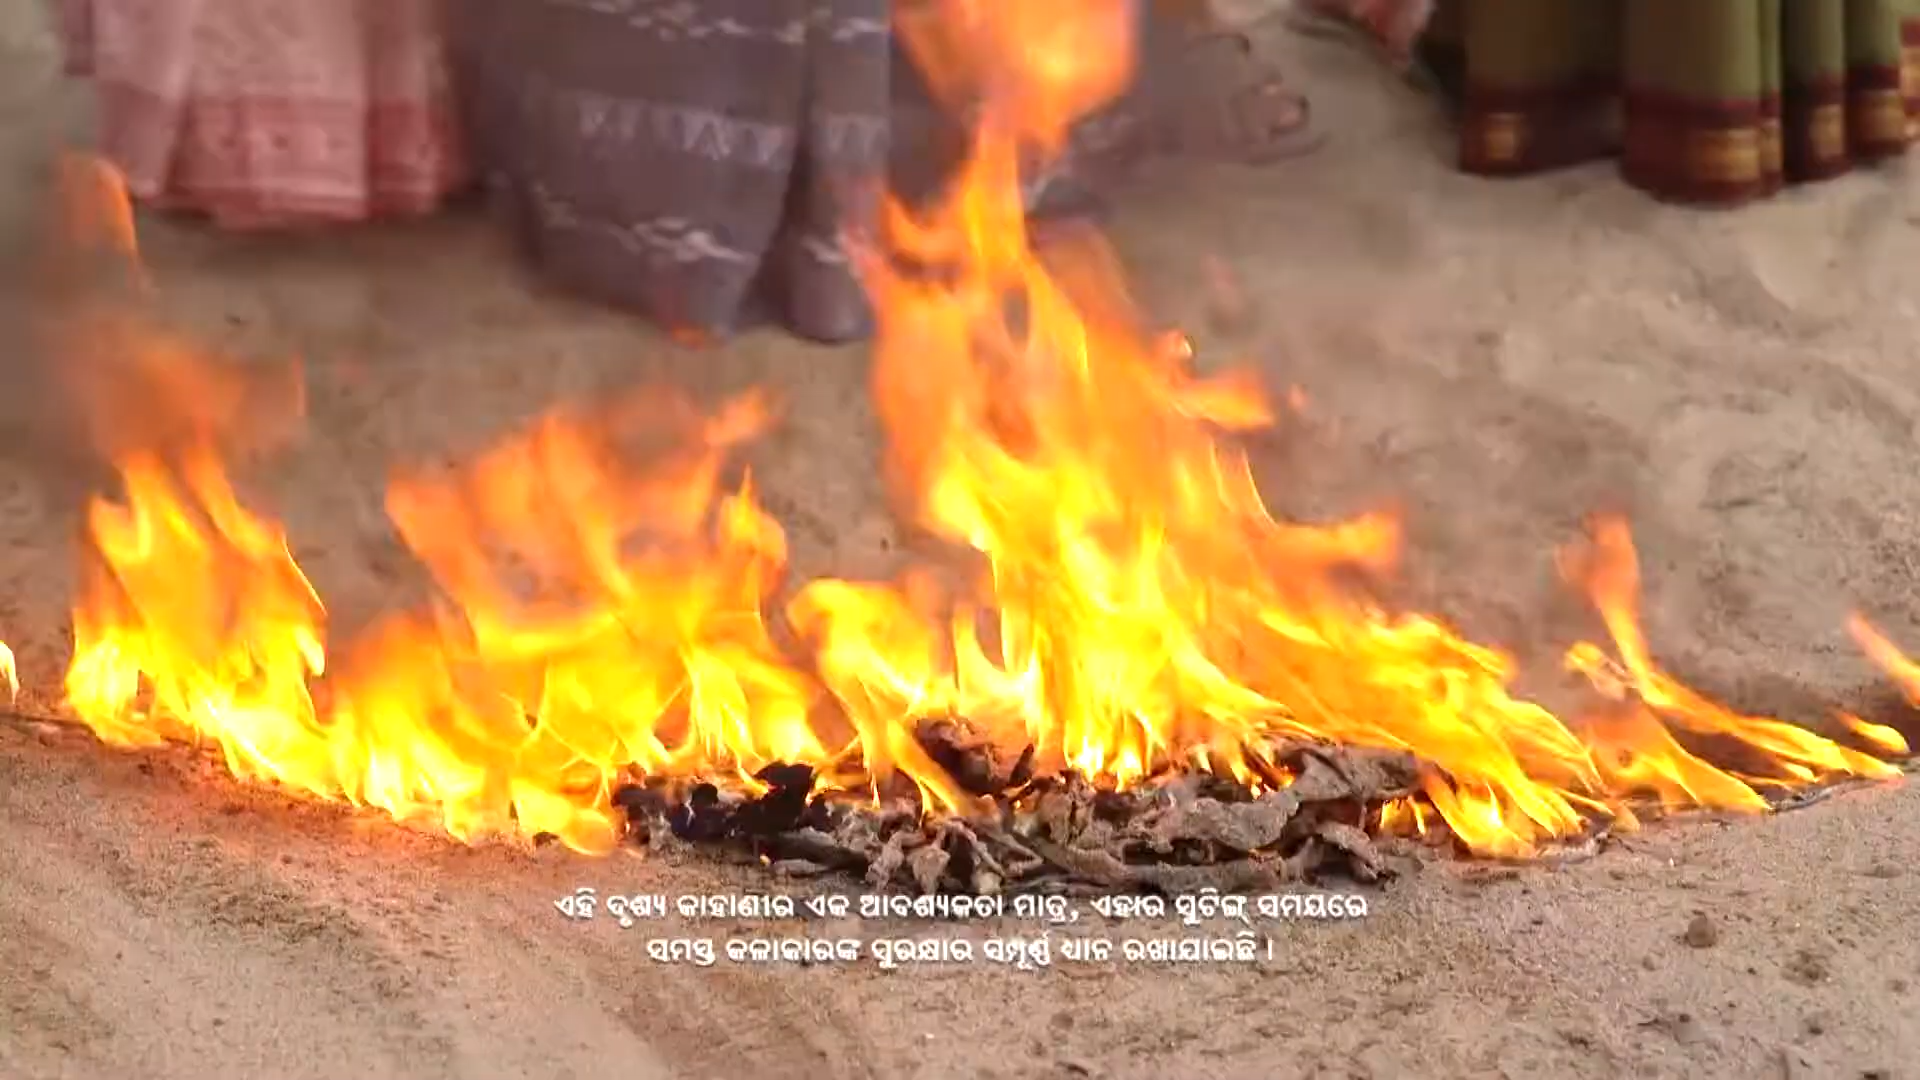 ଏହି ଦୃଶ୍ୟ କାହାଣୀର ଏକ ଆବଶ୍ୟକତା ମାତ୍ର, ଏହାର ସୁଟିଙ୍ଗ୍ ସମୟରେ
ସମସ୍ତ କଳାକାରଙ୍କ ସୁରକ୍ଷାର ସମ୍ପୂର୍ଣ୍ଣ ଧ୍ୟାନ ରଖାଯାଇଛି ।